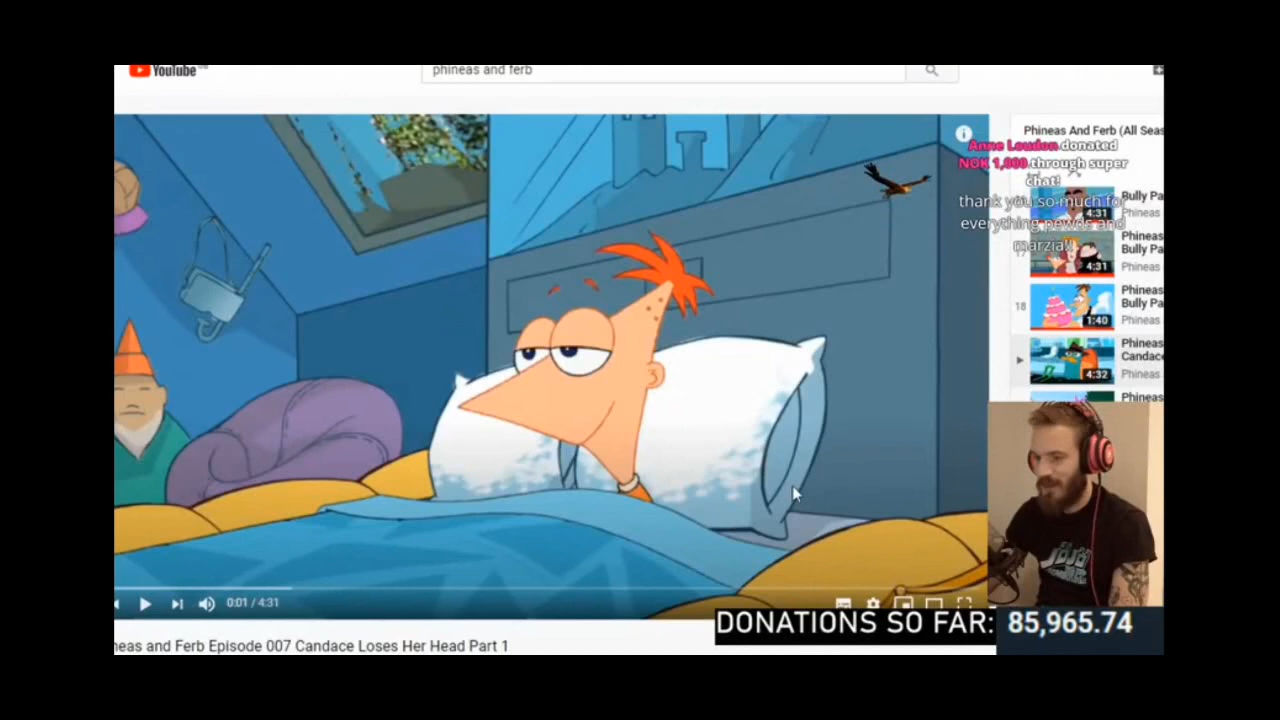 YouTube
phineas and ferb
Phineas And Ferb (All Seas
Anne Loudon donated
NOK 1,000 through super
chat!
thank you so much for
everything pewds and
marzia!!
Bully Pa
4:31
Phineas
Phineas
Bully Pa
4:31
Phineas
18
Phineas
Bully Pa
1:40
Phineas
Phineas
Candace
4:32
Phineas
Phineas
0:01 / 4:31
DONATIONS SO FAR: 85,965.74
neas and Ferb Episode 007 Candace Loses Her Head Part 1